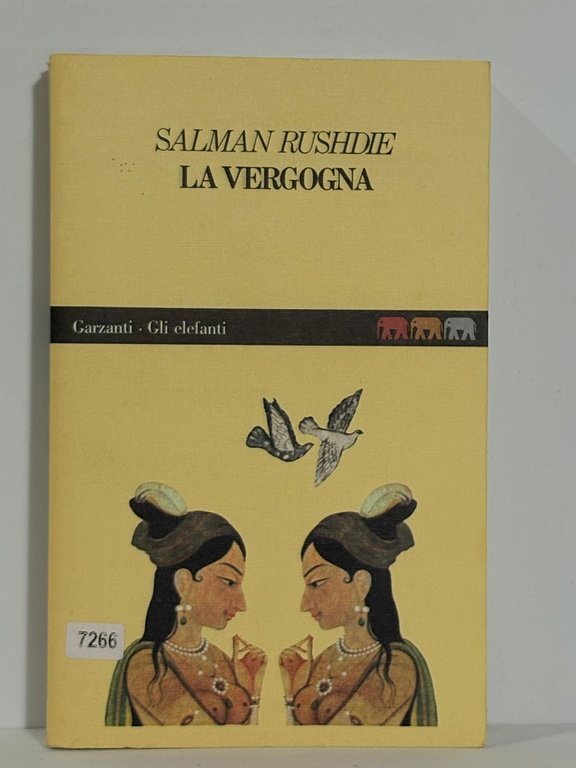 SALMAN RUSHDIE
LA VERGOGNA
Garzanti · Gli elefanti
7266